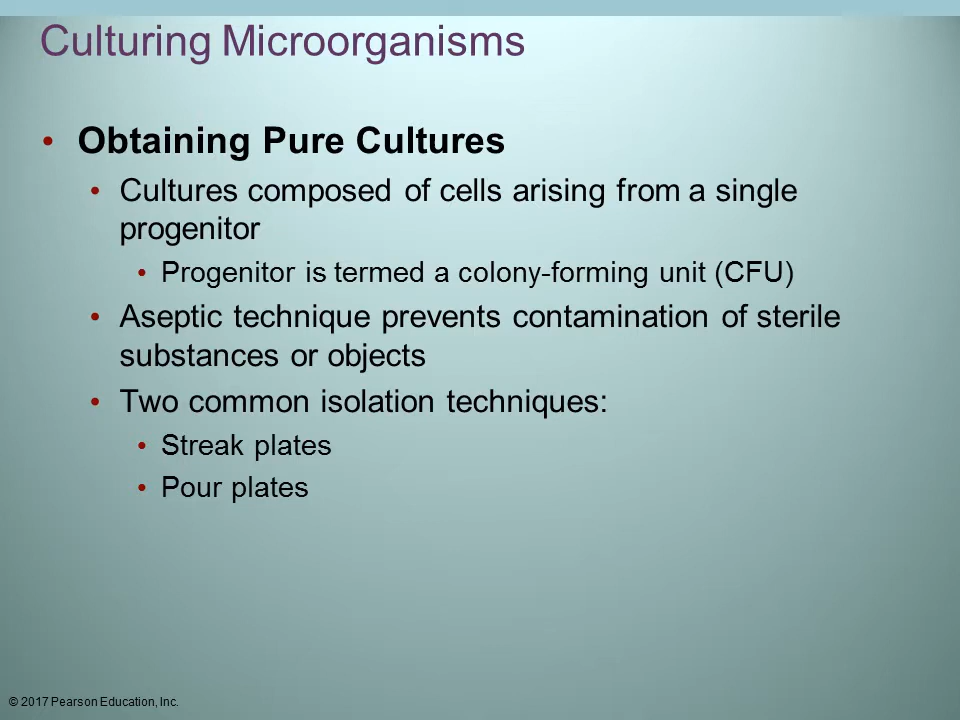 Culturing Microorganisms
• Obtaining Pure Cultures
• Cultures composed of cells arising from a single
progenitor
• Progenitor is termed a colony-forming unit (CFU)
• Aseptic technique prevents contamination of sterile
substances or objects
• Two common isolation techniques:
• Streak plates
• Pour plates
© 2017 Pearson Education, Inc.